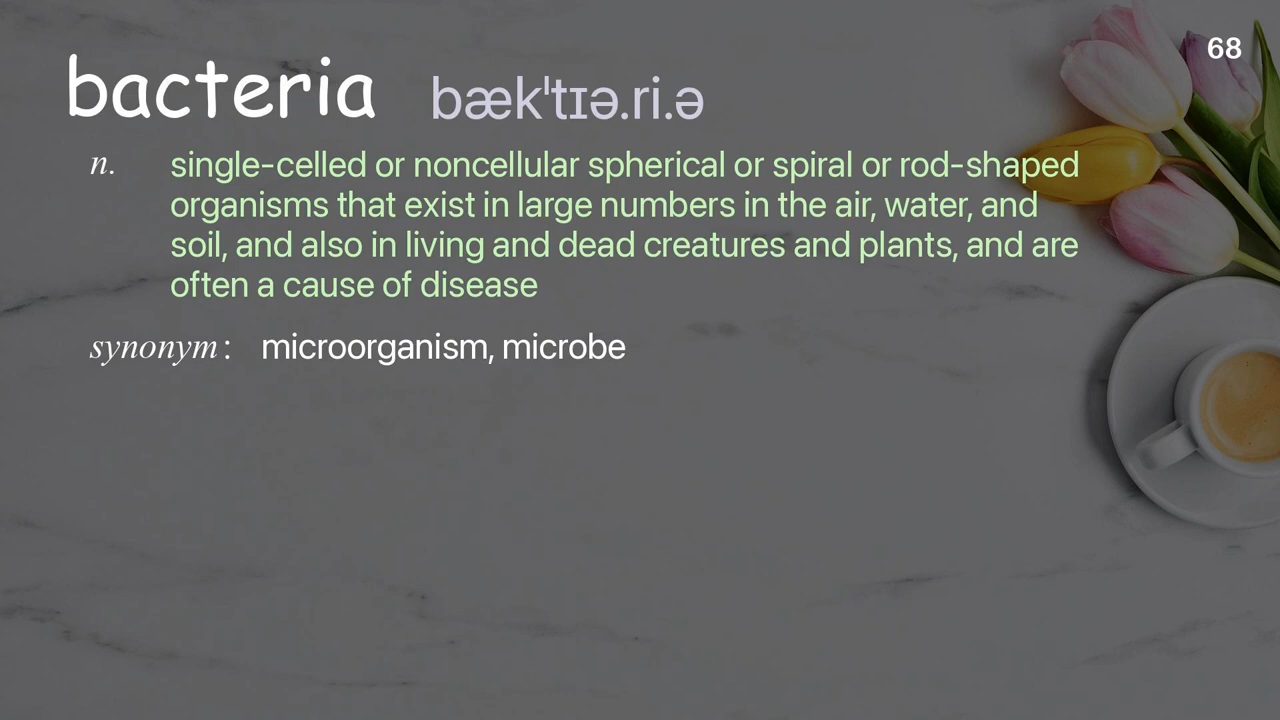 68
bacteria bækˈtɪə.ri.ə
n. single-celled or noncellular spherical or spiral or rod-shaped
organisms that exist in large numbers in the air, water, and
soil, and also in living and dead creatures and plants, and are
often a cause of disease
synonym: microorganism, microbe